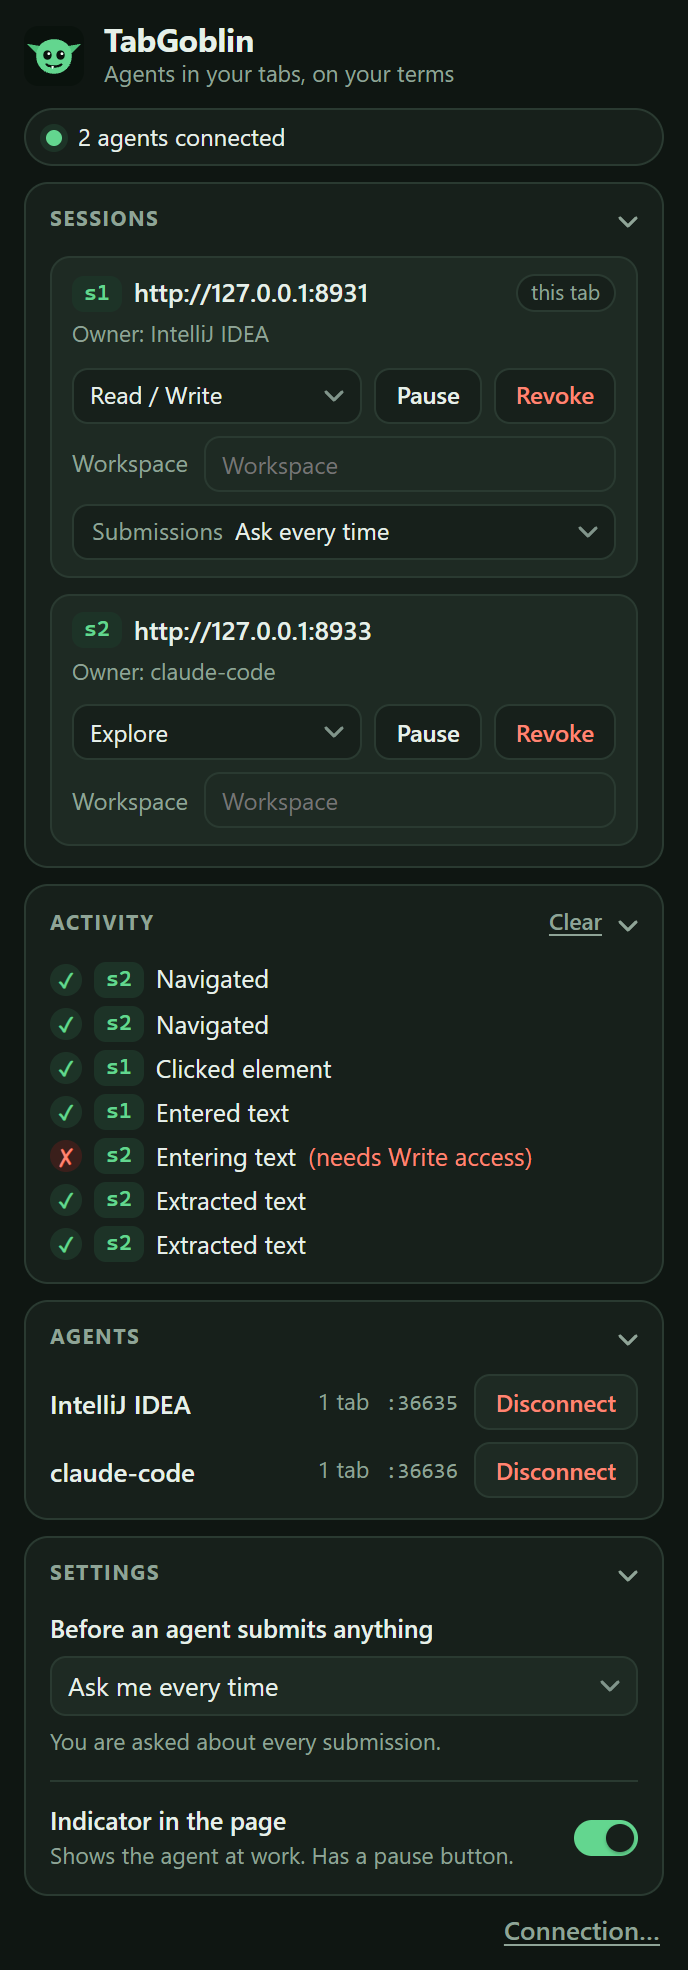 TabGoblin
Agents in your tabs, on your terms
2 agents connected
SESSIONS
s1 http://127.0.0.1:8931 this tab
Owner: IntelliJ IDEA
Read / Write Pause Revoke
Workspace Workspace
Submissions Ask every time
s2 http://127.0.0.1:8933
Owner: claude-code
Explore Pause Revoke
Workspace Workspace
ACTIVITY Clear
✓ s2 Navigated
✓ s2 Navigated
✓ s1 Clicked element
✓ s1 Entered text
✗ s2 Entering text (needs Write access)
✓ s2 Extracted text
✓ s2 Extracted text
AGENTS
IntelliJ IDEA 1 tab :36635 Disconnect
claude-code 1 tab :36636 Disconnect
SETTINGS
Before an agent submits anything
Ask me every time
You are asked about every submission.
Indicator in the page
Shows the agent at work. Has a pause button.
Connection...